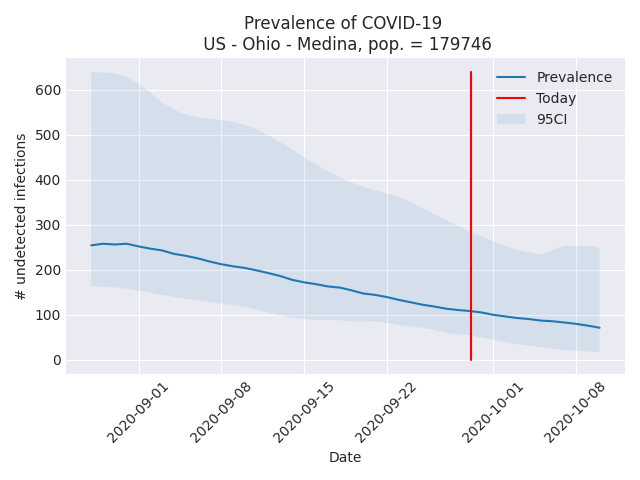 Prevalence of COVID-19
US - Ohio - Medina, pop. = 179746
Prevalence
Today
95CI
# undetected infections
600
500
400
300
200
100
0
2020-09-01
2020-09-08
2020-09-15
2020-09-22
2020-10-01
2020-10-08
Date